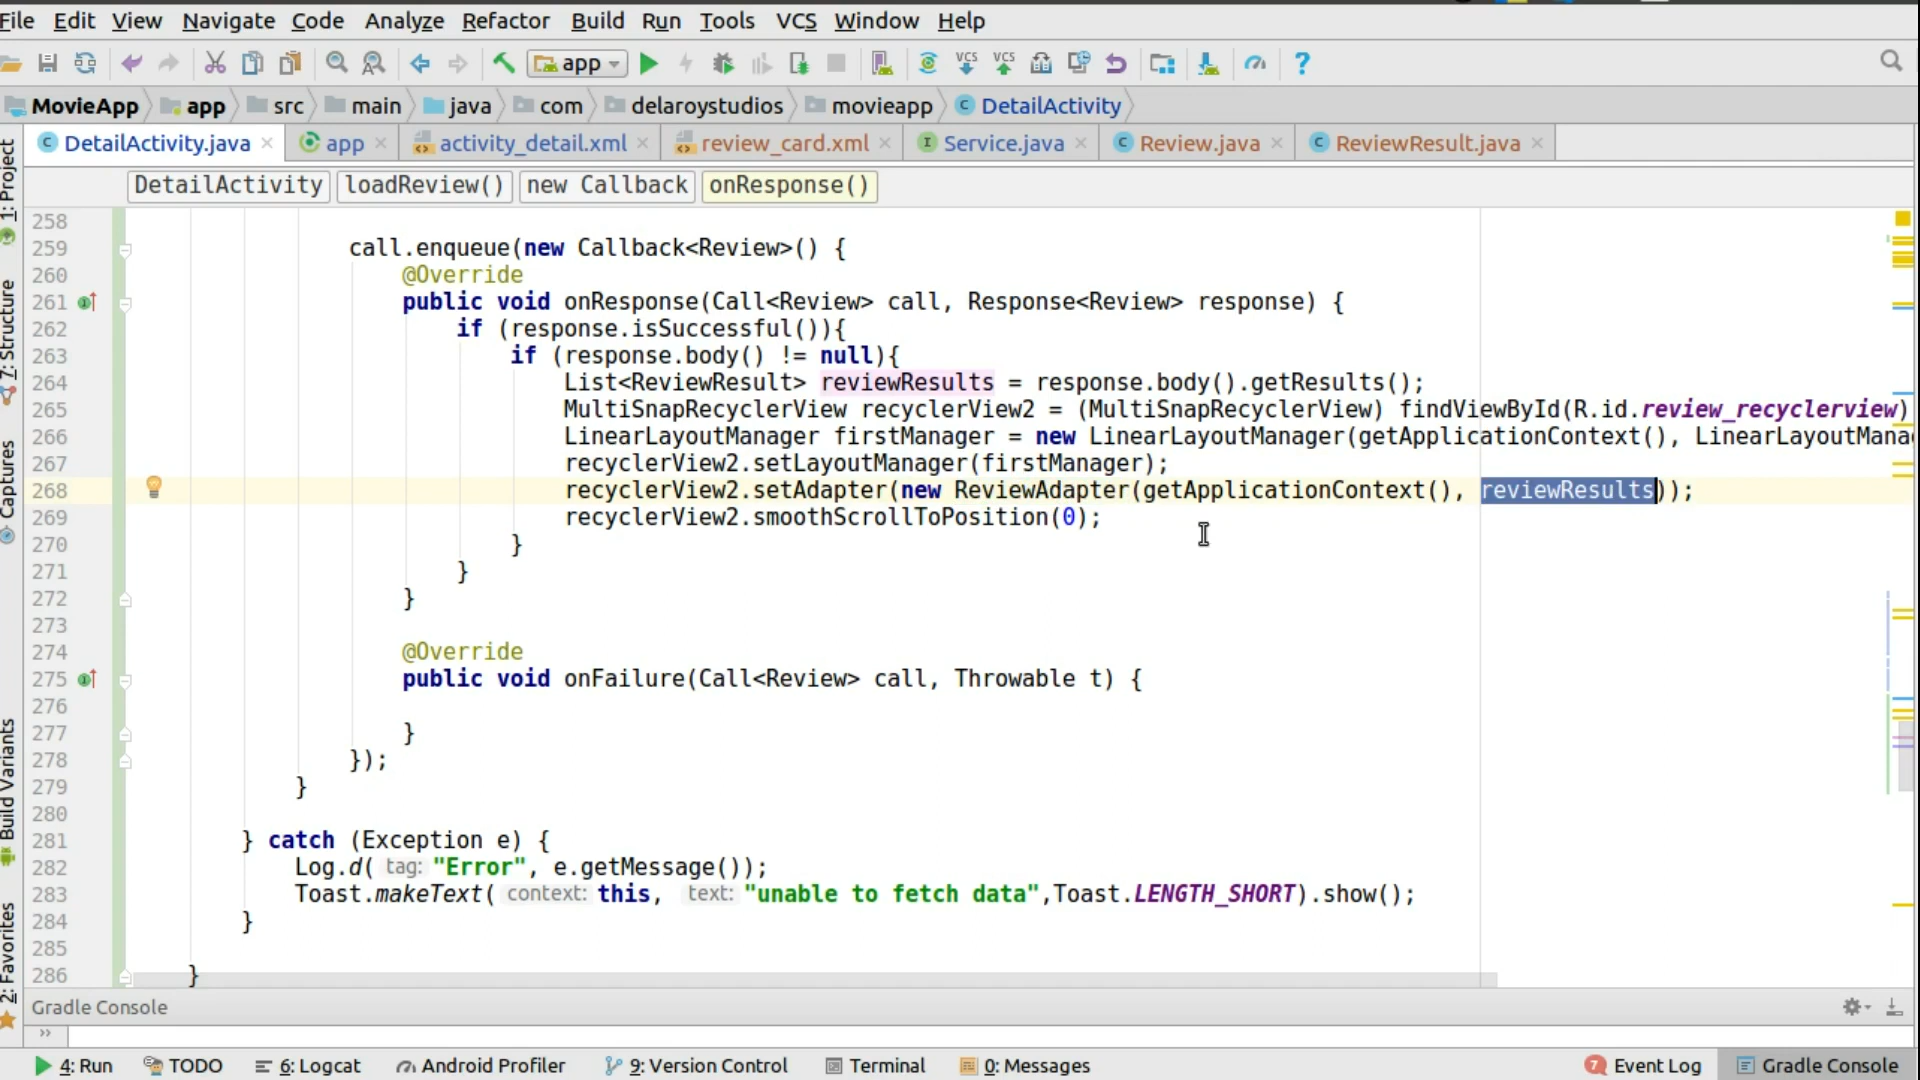 File Edit View Navigate Code Analyze Refactor Build Run Tools VCS Window Help
app VCS VCS ?
MovieApp app src main java com delaroystudios movieapp DetailActivity
DetailActivity.java app activity_detail.xml review_card.xml Service.java Review.java ReviewResult.java
DetailActivity loadReview() new Callback onResponse()
1: Project
7: Structure
Captures
Build Variants
2: Favorites
258
259 call.enqueue(new Callback<Review>() {
260 @Override
261 public void onResponse(Call<Review> call, Response<Review> response) {
262 if (response.isSuccessful()){
263 if (response.body() != null){
264 List<ReviewResult> reviewResults = response.body().getResults();
265 MultiSnapRecyclerView recyclerView2 = (MultiSnapRecyclerView) findViewById(R.id.review_recyclerview)
266 LinearLayoutManager firstManager = new LinearLayoutManager(getApplicationContext(), LinearLayoutMana
267 recyclerView2.setLayoutManager(firstManager);
268 recyclerView2.setAdapter(new ReviewAdapter(getApplicationContext(), reviewResults));
269 recyclerView2.smoothScrollToPosition(0);
270 }
271 }
272 }
273
274 @Override
275 public void onFailure(Call<Review> call, Throwable t) {
276
277 }
278 });
279 }
280
281 } catch (Exception e) {
282 Log.d( tag: "Error", e.getMessage());
283 Toast.makeText( context: this, text: "unable to fetch data",Toast.LENGTH_SHORT).show();
284 }
285
286 }
Gradle Console
»
4: Run TODO 6: Logcat Android Profiler 9: Version Control Terminal 0: Messages 7 Event Log Gradle Console